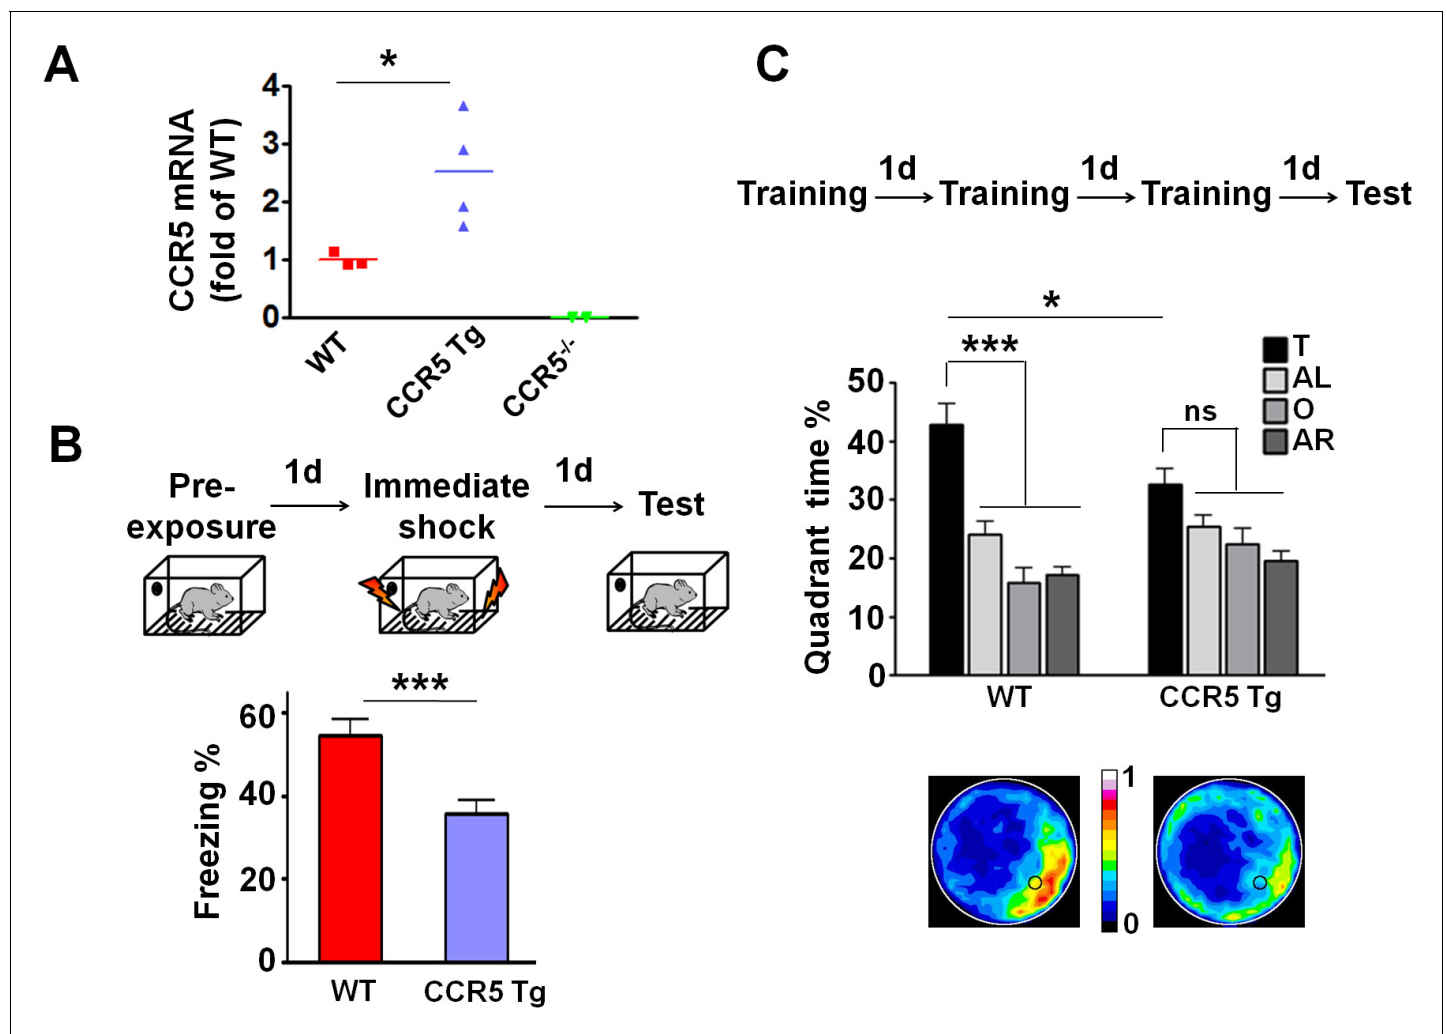 A
*
CCR5 mRNA
(fold of WT)
4
3
2
1
0
WT
CCR5 Tg
CCR5-/-
B
Pre-
exposure
1d
Immediate
shock
1d
Test
***
Freezing %
60
40
20
0
WT
CCR5 Tg
C
Training
1d
Training
1d
Training
1d
Test
*
***
ns
T
AL
O
AR
Quadrant time %
50
40
30
20
10
0
WT
CCR5 Tg
1
0